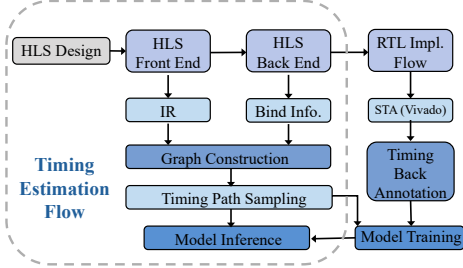 HLS Design
HLS
Front End
HLS
Back End
RTL Impl.
Flow
IR
Bind Info.
STA (Vivado)
Graph Construction
Timing
Back
Annotation
Timing
Estimation
Flow
Timing Path Sampling
Model Inference
Model Training